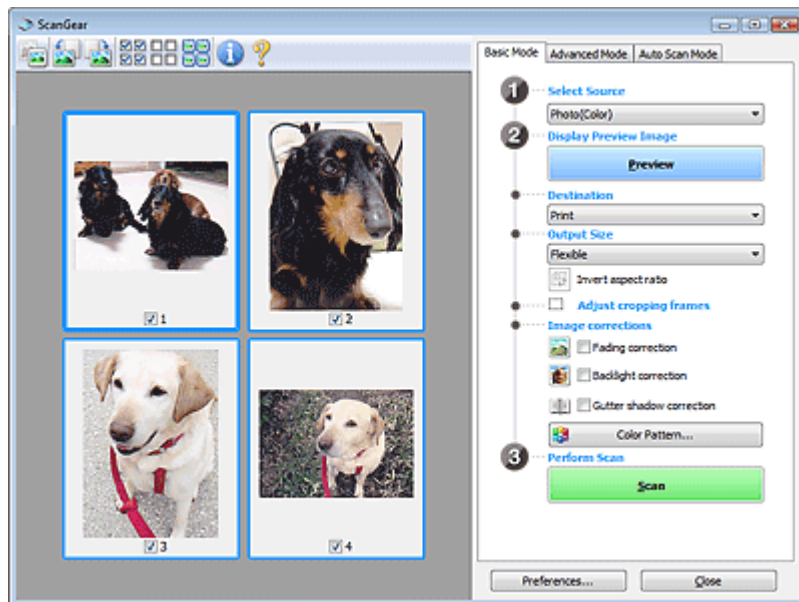 ScanGear
Basic Mode Advanced Mode Auto Scan Mode
1 Select Source
Photo(Color)
2 Display Preview Image
Preview
Destination
Print
Output Size
Flexible
Invert aspect ratio
Adjust cropping frames
Image corrections
Fading correction
Backlight correction
Gutter shadow correction
Color Pattern...
3 Perform Scan
Scan
Preferences... Close
1
2
3
4